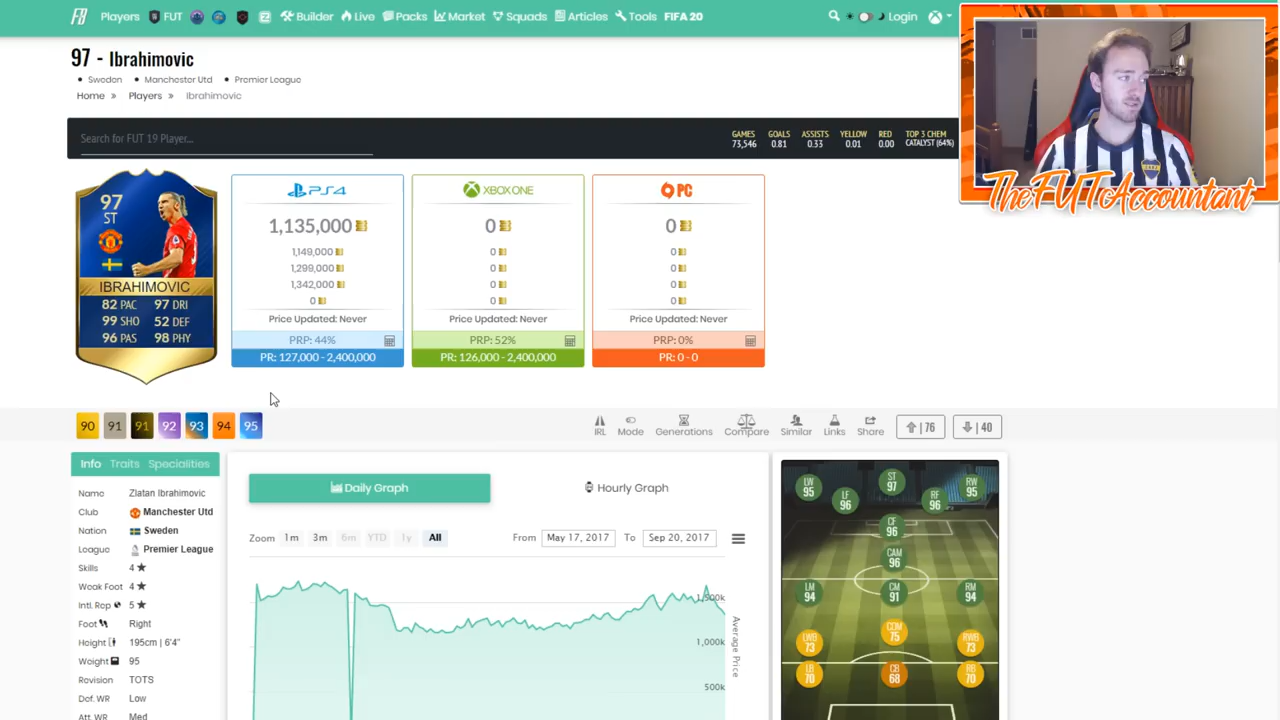 FB Players FUT Builder Live Packs Market Squads Articles Tools FIFA 20 Login
97 - Ibrahimovic
Sweden Manchester Utd Premier League
Home » Players » Ibrahimovic
Search for FUT 19 Player...
GAMES GOALS ASSISTS YELLOW RED TOP 3 CHEM
73,546 0.81 0.33 0.01 0.00 CATALYST (64%)
TheFUTAccountant
97
ST
IBRAHIMOVIC
82 PAC 97 DRI
99 SHO 52 DEF
96 PAS 98 PHY
PS4
1,135,000
1,149,000
1,299,000
1,342,000
0
Price Updated: Never
PRP: 44%
PR: 127,000 - 2,400,000
XBOX ONE
0
0
0
0
0
Price Updated: Never
PRP: 52%
PR: 126,000 - 2,400,000
PC
0
0
0
0
0
Price Updated: Never
PRP: 0%
PR: 0 - 0
90 91 91 92 93 94 95
IRL Mode Generations Compare Similar Links Share
76
40
Info Traits Specialities
Name Zlatan Ibrahimovic
Club Manchester Utd
Nation Sweden
League Premier League
Skills 4
Weak Foot 4
Intl. Rep 5
Foot Right
Height 195cm | 6'4"
Weight 95
Revision TOTS
Def. WR Low
Att. WR Med
Daily Graph Hourly Graph
Zoom 1m 3m 6m YTD 1y All From May 17, 2017 To Sep 20, 2017
1,500k
1,000k
500k
Average Price
LW 95
LF 96
ST 97
RF 96
RW 95
CF 96
CAM 96
LM 94
CM 91
RM 94
LWB 73
CDM 75
RWB 73
LB 70
CB 68
RB 70